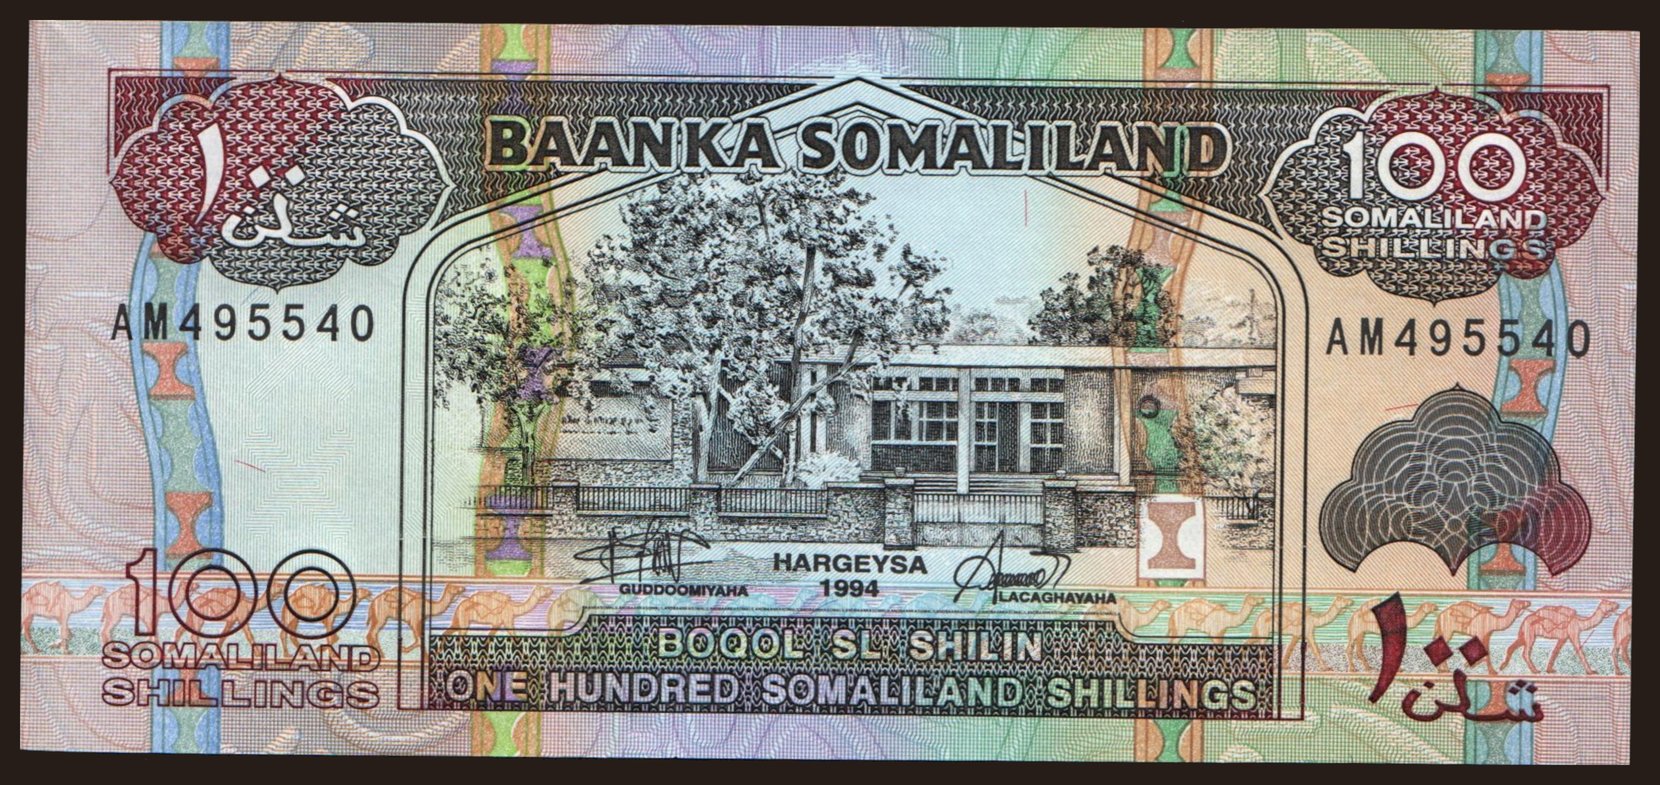 BAANKA SOMALILAND
١٠٠
شلن
100
SOMALILAND
SHILLINGS
AM495540
AM495540
HARGEYSA
1994
GUDDOOMIYAHA
LACAGHAYAHA
100
SOMALILAND
SHILLINGS
BOQOL SL SHILIN
ONE HUNDRED SOMALILAND SHILLINGS
١٠٠
شلن